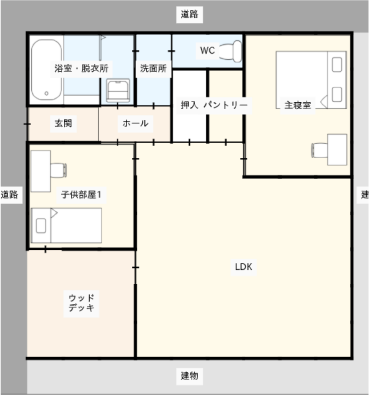 道路
浴室・脱衣所
洗面所
WC
押入
パントリー
主寝室
玄関
ホール
道路
子供部屋1
建
LDK
ウッド
デッキ
建物